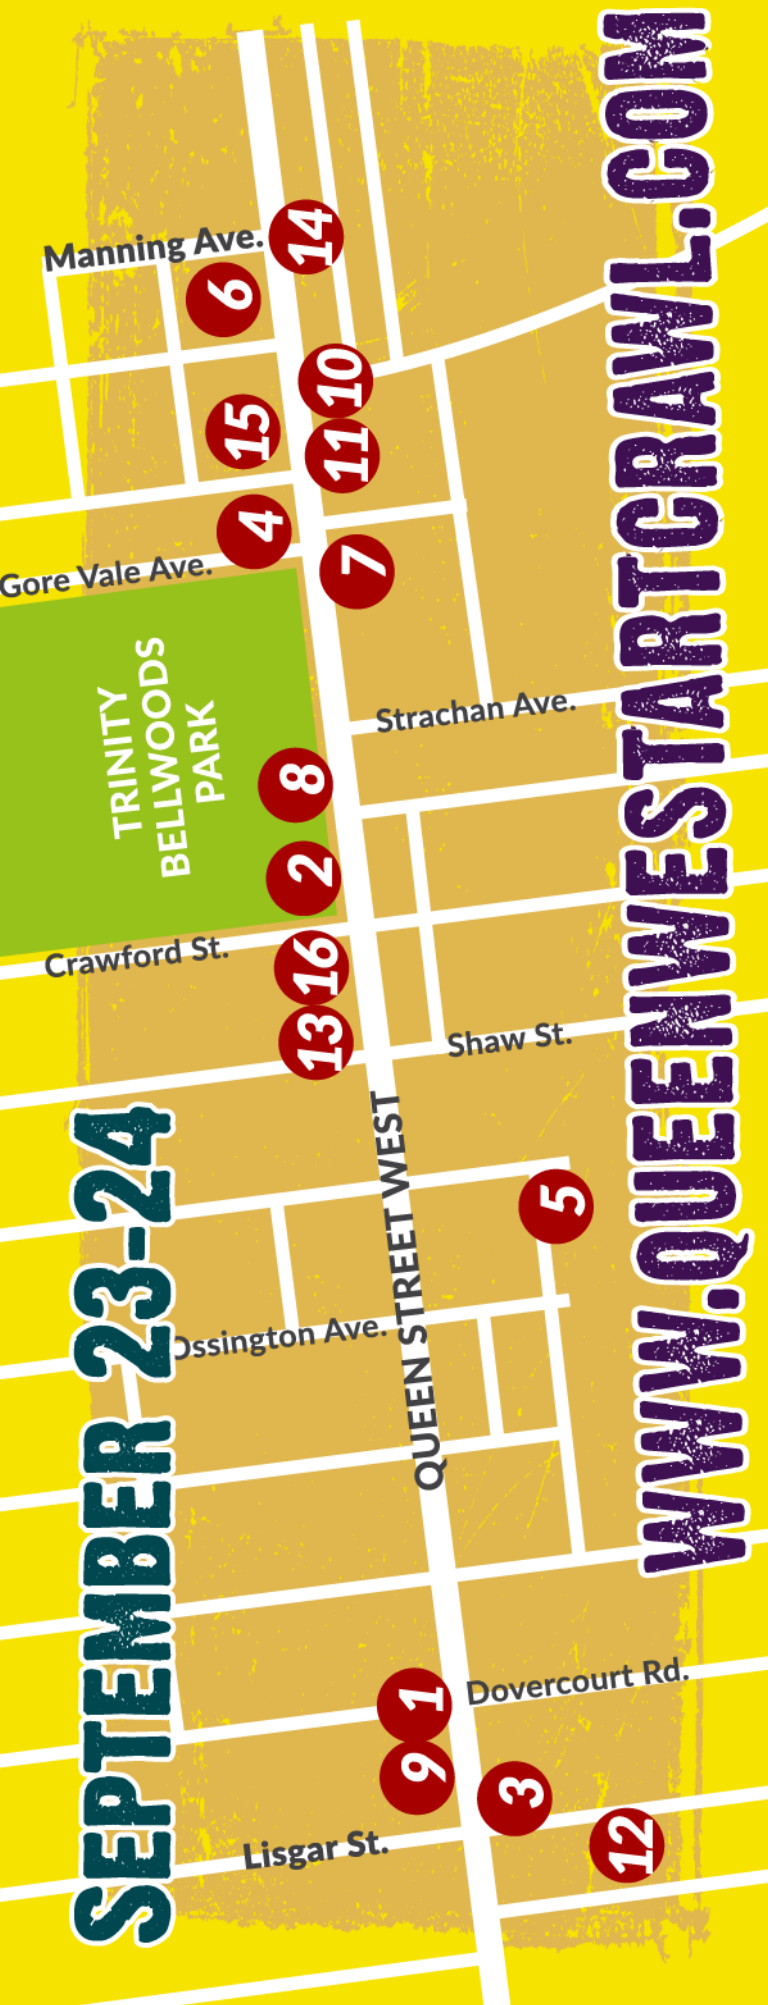 SEPTEMBER 23-24
Lisgar St.
Ossington Ave.
Crawford St.
TRINITY
BELLWOODS
PARK
Gore Vale Ave.
Manning Ave.
9
1
13
16
2
8
4
15
6
QUEEN STREET WEST
12
3
5
7
11
10
14
Dovercourt Rd.
Shaw St.
Strachan Ave.
WWW.QUEENWESTARTCRAWL.COM